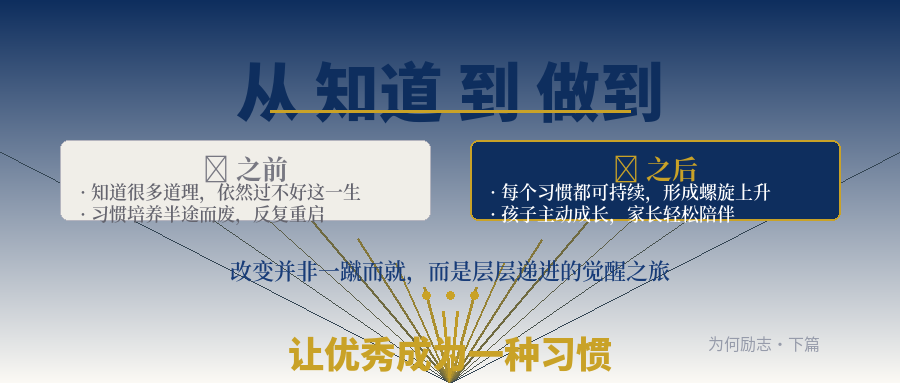 从 知道 到 做到
之前
· 知道很多道理，依然过不好这一生
· 习惯培养半途而废，反复重启
之后
· 每个习惯都可持续，形成螺旋上升
· 孩子主动成长，家长轻松陪伴
改变并非一蹴而就，而是层层递进的觉醒之旅
让优秀成为一种习惯
为何励志·下篇